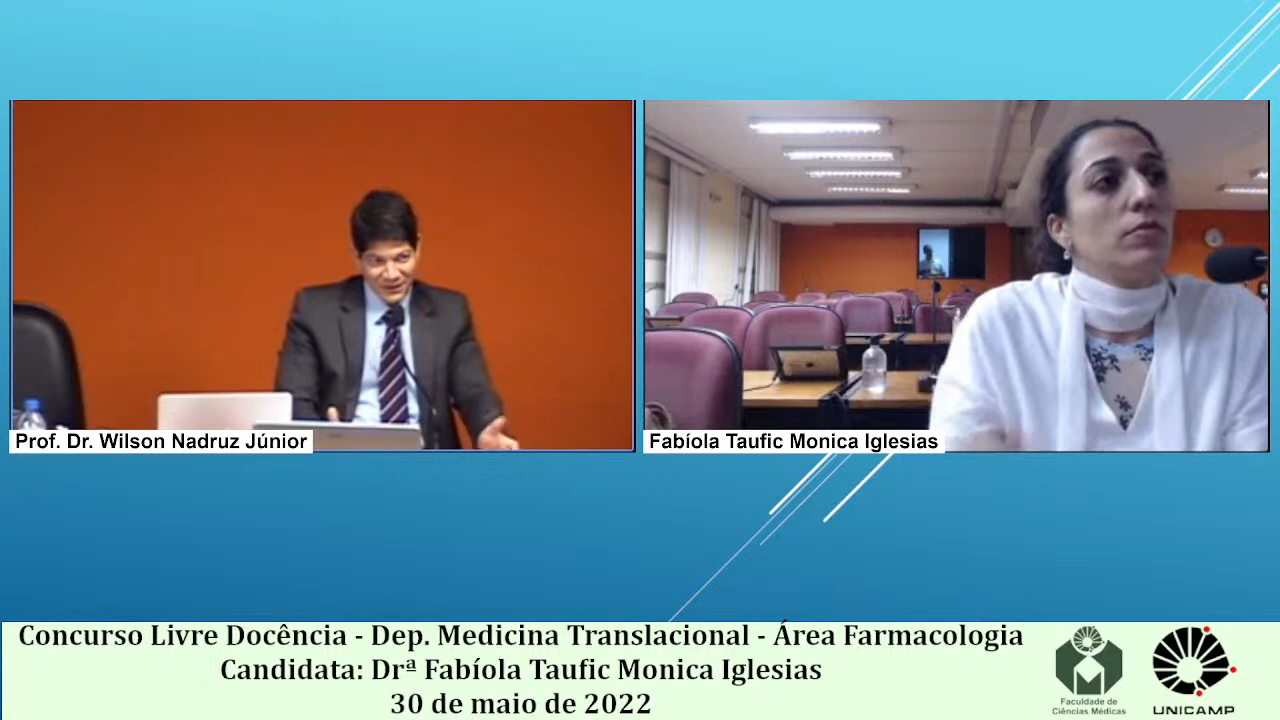 Prof. Dr. Wilson Nadruz Júnior
Fabíola Taufic Monica Iglesias
Concurso Livre Docência - Dep. Medicina Translacional - Área Farmacologia
Candidata: Drª Fabíola Taufic Monica Iglesias
30 de maio de 2022
Faculdade de
Ciências Médicas
UNICAMP